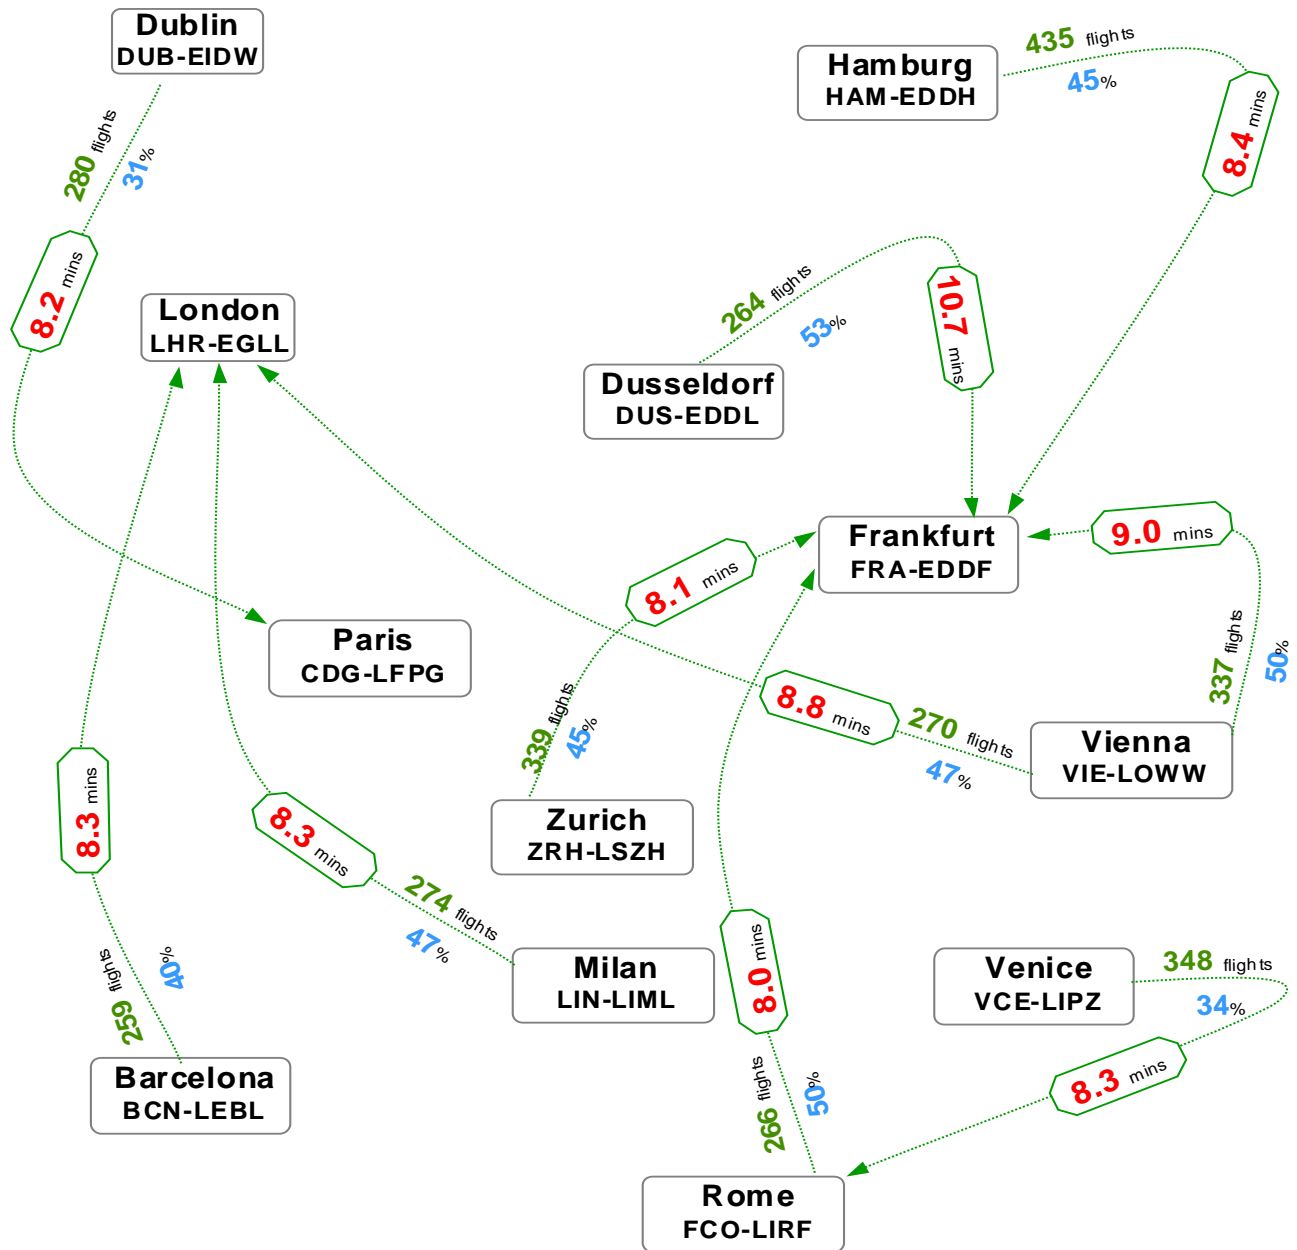 Dublin
DUB-EIDW
435 flights
45%
Hamburg
HAM-EDDH
8.4 mins
280 flights
31%
8.2 mins
London
LHR-EGLL
264 flights
53%
10.7 mins
Dusseldorf
DUS-EDDL
Frankfurt
FRA-EDDF
9.0 mins
8.1 mins
Paris
CDG-LFPG
337 flights
50%
8.8 mins
270 flights
47%
Vienna
VIE-LOWW
339 flights
45%
Zurich
ZRH-LSZH
8.3 mins
8.3 mins
274 flights
47%
259 flights
40%
Milan
LIN-LIML
8.0 mins
Venice
VCE-LIPZ
348 flights
34%
8.3 mins
Barcelona
BCN-LEBL
266 flights
50%
Rome
FCO-LIRF